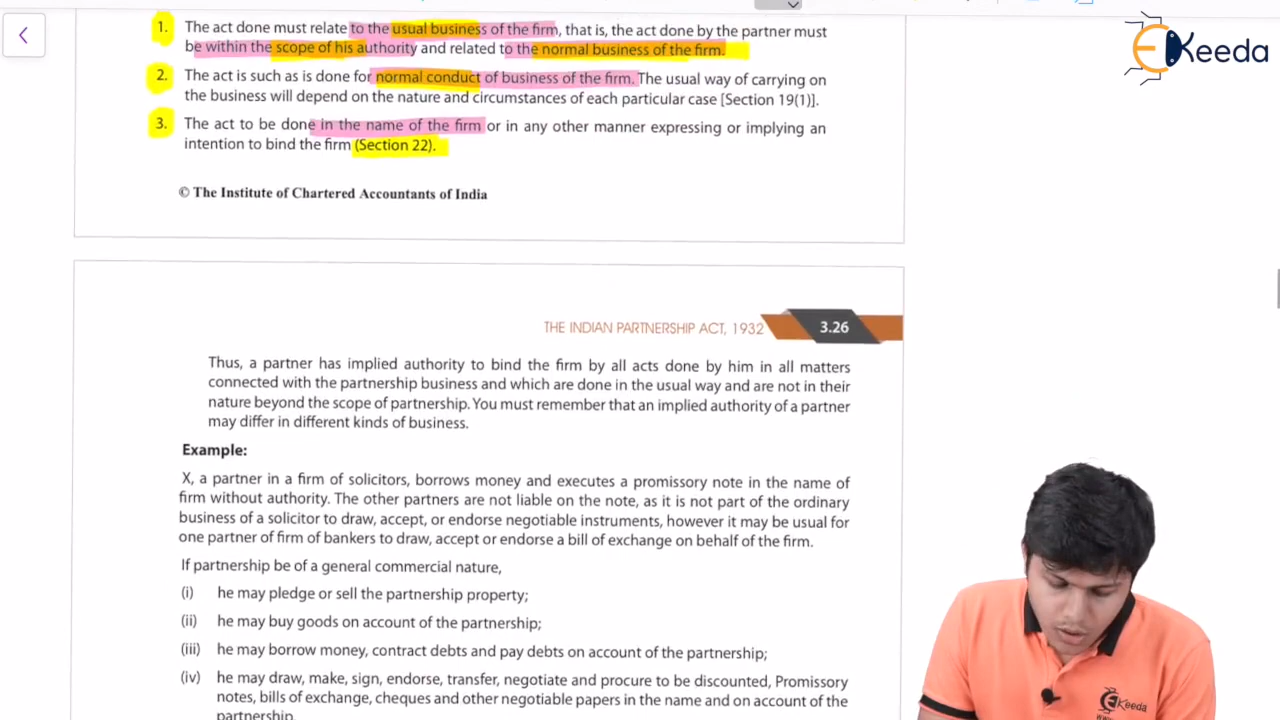 1. The act done must relate to the usual business of the firm, that is, the act done by the partner must
be within the scope of his authority and related to the normal business of the firm.
2. The act is such as is done for normal conduct of business of the firm. The usual way of carrying on
the business will depend on the nature and circumstances of each particular case [Section 19(1)].
3. The act to be done in the name of the firm or in any other manner expressing or implying an
intention to bind the firm (Section 22).
© The Institute of Chartered Accountants of India
THE INDIAN PARTNERSHIP ACT, 1932 3.26
Thus, a partner has implied authority to bind the firm by all acts done by him in all matters
connected with the partnership business and which are done in the usual way and are not in their
nature beyond the scope of partnership. You must remember that an implied authority of a partner
may differ in different kinds of business.
Example:
X, a partner in a firm of solicitors, borrows money and executes a promissory note in the name of
firm without authority. The other partners are not liable on the note, as it is not part of the ordinary
business of a solicitor to draw, accept, or endorse negotiable instruments, however it may be usual for
one partner of firm of bankers to draw, accept or endorse a bill of exchange on behalf of the firm.
If partnership be of a general commercial nature,
(i) he may pledge or sell the partnership property;
(ii) he may buy goods on account of the partnership;
(iii) he may borrow money, contract debts and pay debts on account of the partnership;
(iv) he may draw, make, sign, endorse, transfer, negotiate and procure to be discounted, Promissory
notes, bills of exchange, cheques and other negotiable papers in the name and on account of the
partnership.
EKeeda
EKeeda